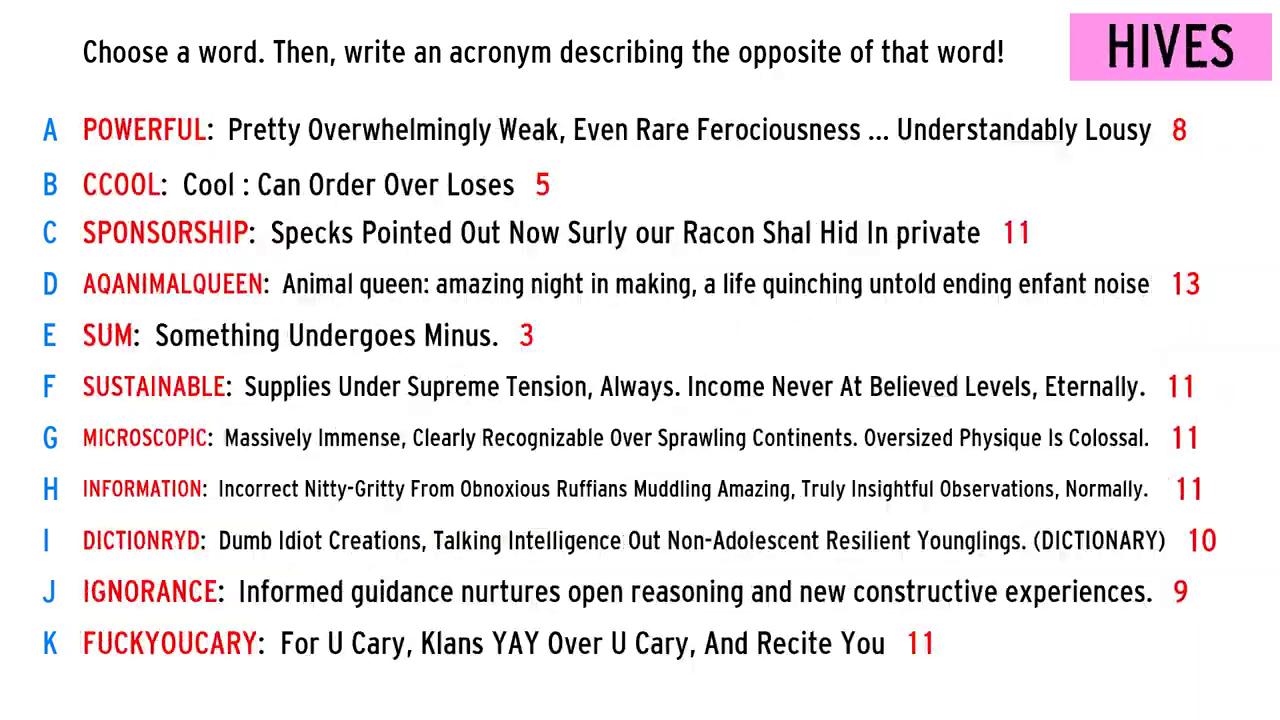 Choose a word. Then, write an acronym describing the opposite of that word!
HIVES
A POWERFUL: Pretty Overwhelmingly Weak, Even Rare Ferociousness ... Understandably Lousy 8
B CCOOL: Cool : Can Order Over Loses 5
C SPONSORSHIP: Specks Pointed Out Now Surly our Racon Shal Hid In private 11
D AQANIMALQUEEN: Animal queen: amazing night in making, a life quinching untold ending enfant noise 13
E SUM: Something Undergoes Minus. 3
F SUSTAINABLE: Supplies Under Supreme Tension, Always. Income Never At Believed Levels, Eternally. 11
G MICROSCOPIC: Massively Immense, Clearly Recognizable Over Sprawling Continents. Oversized Physique Is Colossal. 11
H INFORMATION: Incorrect Nitty-Gritty From Obnoxious Ruffians Muddling Amazing, Truly Insightful Observations, Normally. 11
I DICTIONRYD: Dumb Idiot Creations, Talking Intelligence Out Non-Adolescent Resilient Younglings. (DICTIONARY) 10
J IGNORANCE: Informed guidance nurtures open reasoning and new constructive experiences. 9
K FUCKYOUCARY: For U Cary, Klans YAY Over U Cary, And Recite You 11